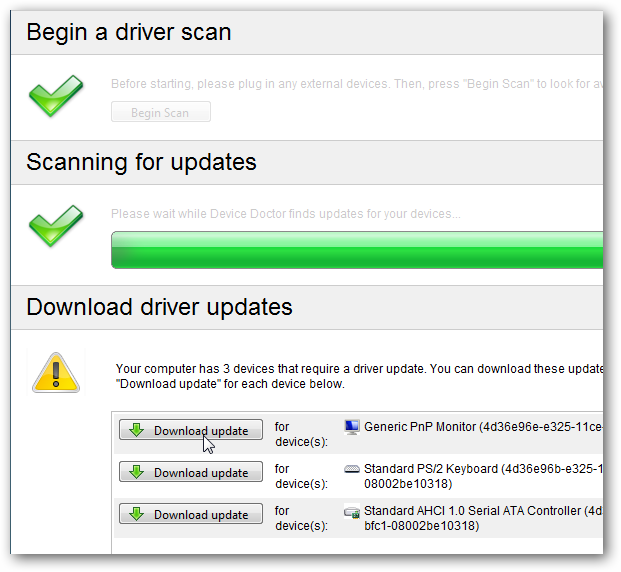 Begin a driver scan
Before starting, please plug in any external devices. Then, press "Begin Scan" to look for
Begin Scan
Scanning for updates
Please wait while Device Doctor finds updates for your devices...
Download driver updates
Your computer has 3 devices that require a driver update. You can download these update
"Download update" for each device below.
Download update for Generic PnP Monitor (4d36e96e-e325-11ce-
device(s):
Download update for Standard PS/2 Keyboard (4d36e96b-e325-1
device(s): 08002be10318)
Download update for Standard AHCI 1.0 Serial ATA Controller (4d
device(s): bfc1-08002be10318)